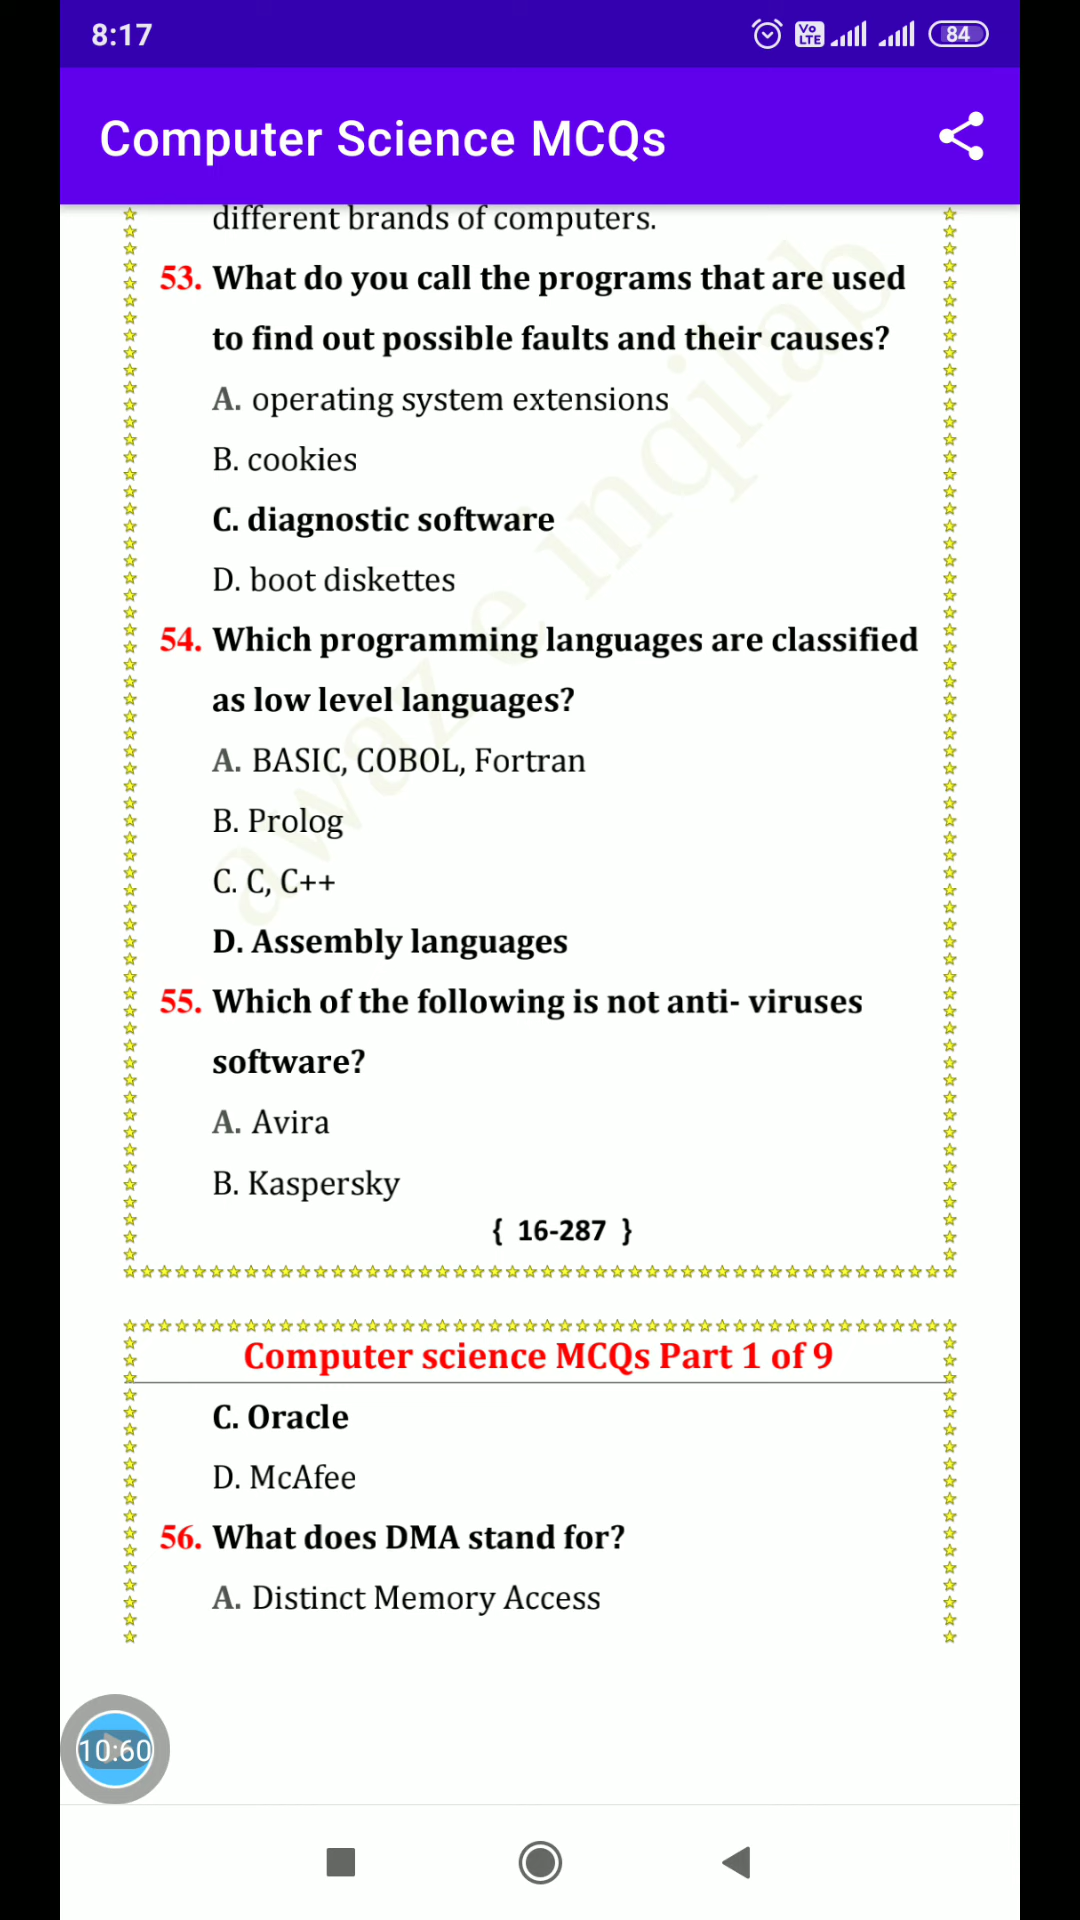 8:17
Vo LTE
84
Computer Science MCQs
different brands of computers.
53. What do you call the programs that are used
to find out possible faults and their causes?
A. operating system extensions
B. cookies
C. diagnostic software
D. boot diskettes
54. Which programming languages are classified
as low level languages?
A. BASIC, COBOL, Fortran
B. Prolog
C. C, C++
D. Assembly languages
55. Which of the following is not anti- viruses
software?
A. Avira
B. Kaspersky
{ 16-287 }
awaz e inqilab
Computer science MCQs Part 1 of 9
C. Oracle
D. McAfee
56. What does DMA stand for?
A. Distinct Memory Access
10:60